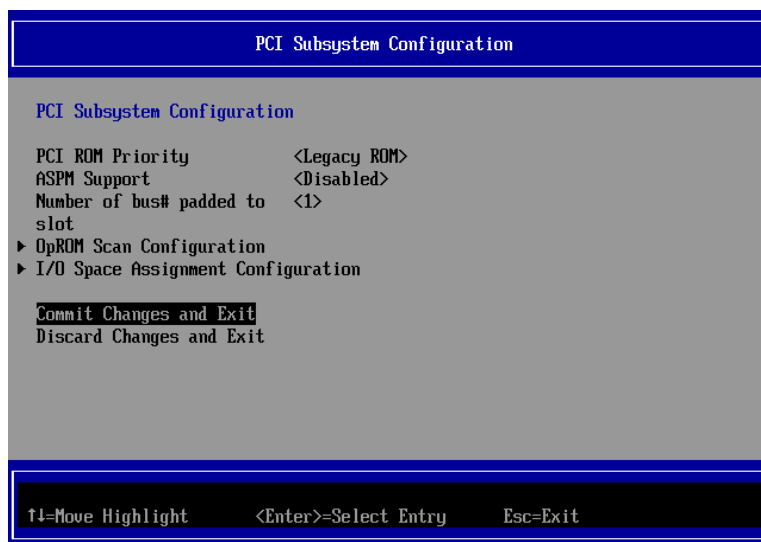 PCI Subsystem Configuration
PCI Subsystem Configuration
PCI ROM Priority <Legacy ROM>
ASPM Support <Disabled>
Number of bus# padded to <1>
slot
▶ OpROM Scan Configuration
▶ I/O Space Assignment Configuration
Commit Changes and Exit
Discard Changes and Exit
↑↓=Move Highlight <Enter>=Select Entry Esc=Exit